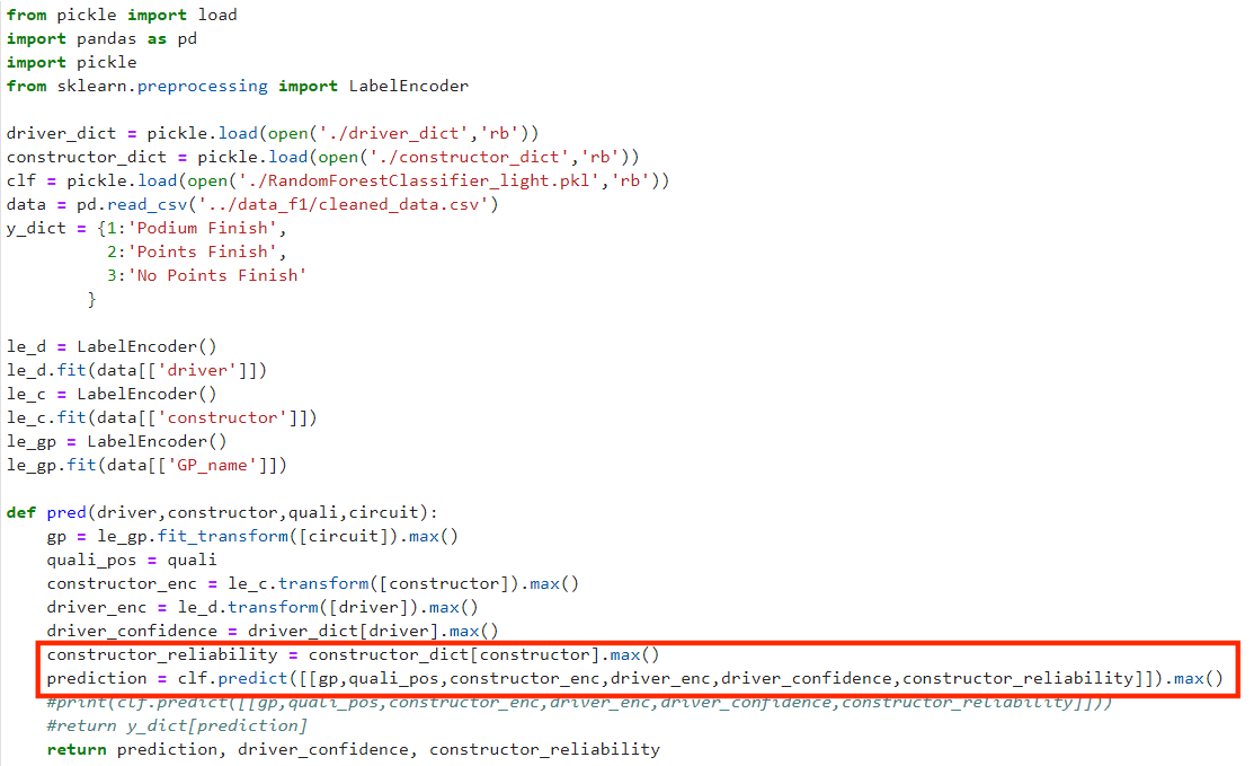 from pickle import load
import pandas as pd
import pickle
from sklearn.preprocessing import LabelEncoder

driver_dict = pickle.load(open('./driver_dict','rb'))
constructor_dict = pickle.load(open('./constructor_dict','rb'))
clf = pickle.load(open('./RandomForestClassifier_light.pkl','rb'))
data = pd.read_csv('../data_f1/cleaned_data.csv')
y_dict = {1:'Podium Finish',
          2:'Points Finish',
          3:'No Points Finish'
        }

le_d = LabelEncoder()
le_d.fit(data[['driver']])
le_c = LabelEncoder()
le_c.fit(data[['constructor']])
le_gp = LabelEncoder()
le_gp.fit(data[['GP_name']])

def pred(driver,constructor,quali,circuit):
    gp = le_gp.fit_transform([circuit]).max()
    quali_pos = quali
    constructor_enc = le_c.transform([constructor]).max()
    driver_enc = le_d.transform([driver]).max()
    driver_confidence = driver_dict[driver].max()
    constructor_reliability = constructor_dict[constructor].max()
    prediction = clf.predict([[gp,quali_pos,constructor_enc,driver_enc,driver_confidence,constructor_reliability]]).max()
    #print(clf.predict([[gp,quali_pos,constructor_enc,driver_enc,driver_confidence,constructor_reliability]]))
    #return y_dict[prediction]
    return prediction, driver_confidence, constructor_reliability